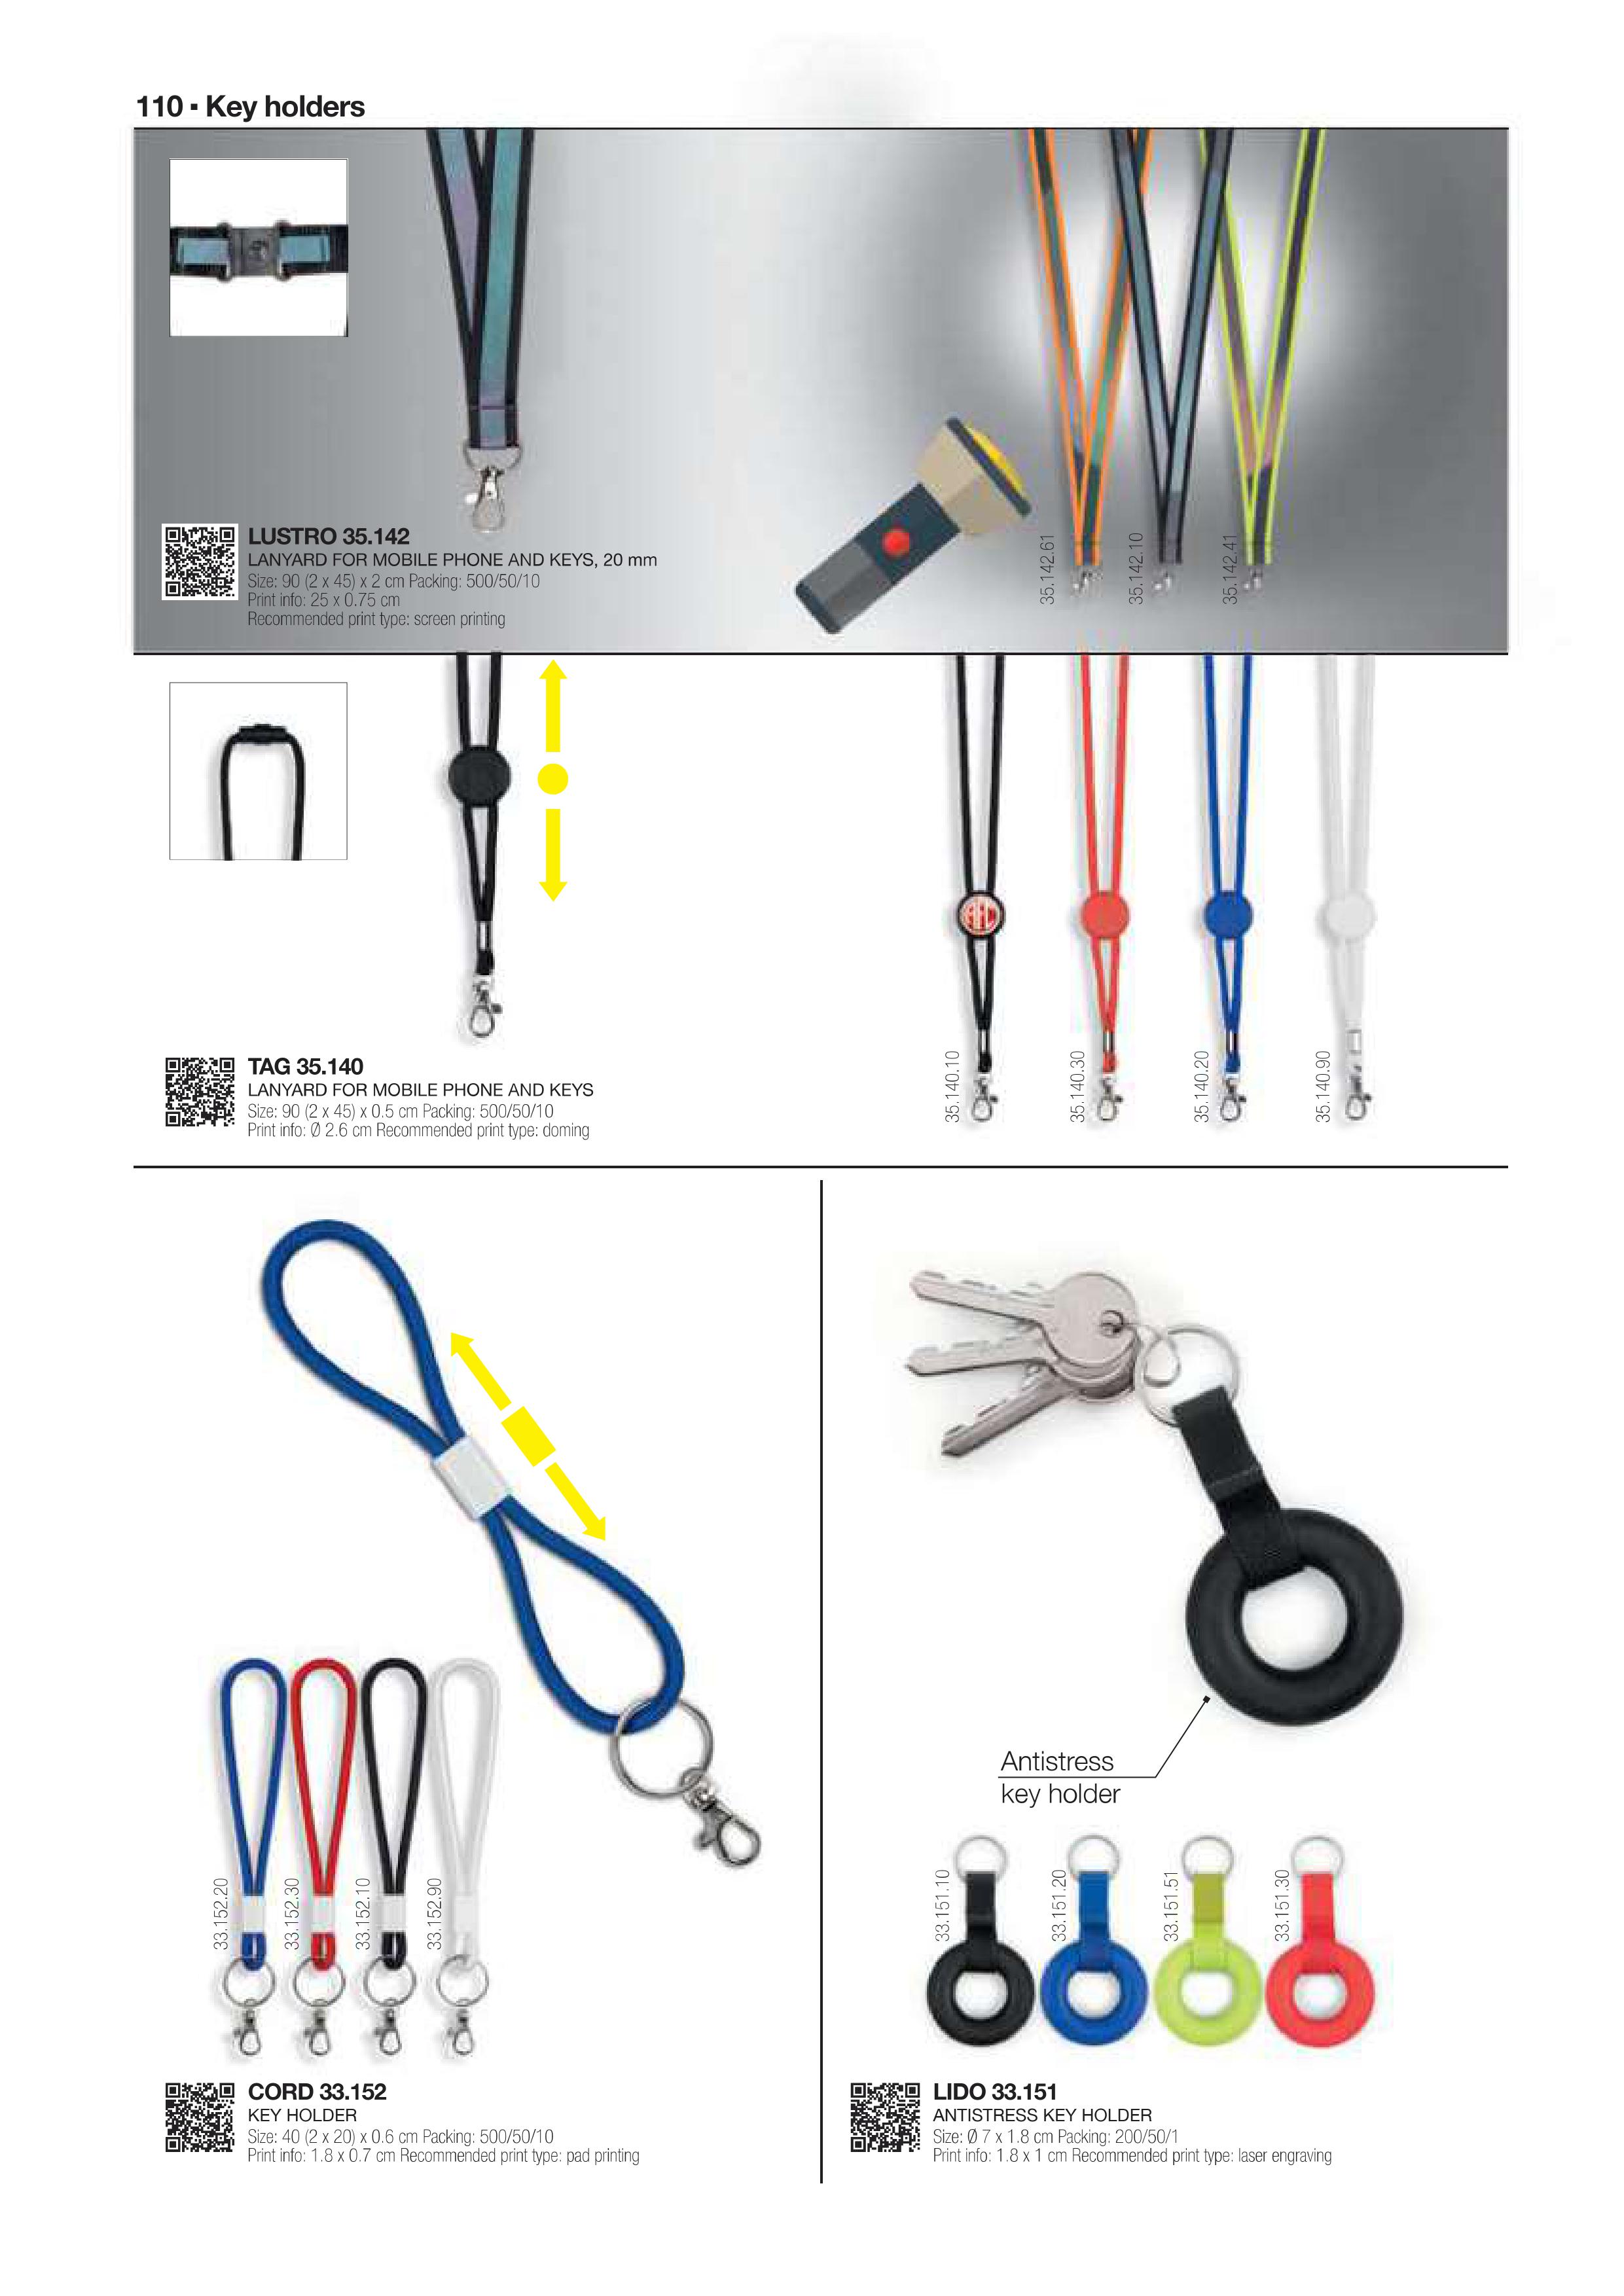 110 ▪ Key holders
LUSTRO 35.142
LANYARD FOR MOBILE PHONE AND KEYS, 20 mm
Size: 90 (2 x 45) x 2 cm Packing: 500/50/10
Print info: 25 x 0.75 cm
Recommended print type: screen printing
35.142.61
35.142.10
35.142.41
TAG 35.140
LANYARD FOR MOBILE PHONE AND KEYS
Size: 90 (2 x 45) x 0.5 cm Packing: 500/50/10
Print info: Ø 2.6 cm Recommended print type: doming
35.140.10
35.140.30
35.140.20
35.140.90
33.152.20
33.152.30
33.152.10
33.152.90
CORD 33.152
KEY HOLDER
Size: 40 (2 x 20) x 0.6 cm Packing: 500/50/10
Print info: 1.8 x 0.7 cm Recommended print type: pad printing
Antistress
key holder
33.151.10
33.151.20
33.151.51
33.151.30
LIDO 33.151
ANTISTRESS KEY HOLDER
Size: Ø 7 x 1.8 cm Packing: 200/50/1
Print info: 1.8 x 1 cm Recommended print type: laser engraving